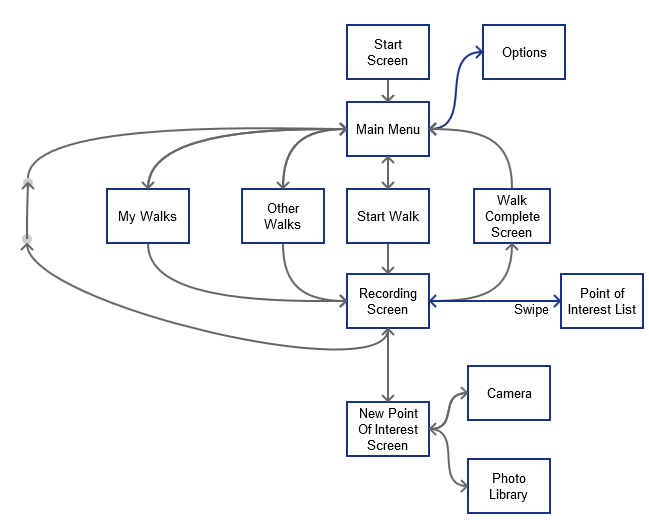 Start
Screen
Options
Main Menu
My Walks
Other
Walks
Start Walk
Walk
Complete
Screen
Recording
Screen
Swipe
Point of
Interest List
New Point
Of Interest
Screen
Camera
Photo
Library